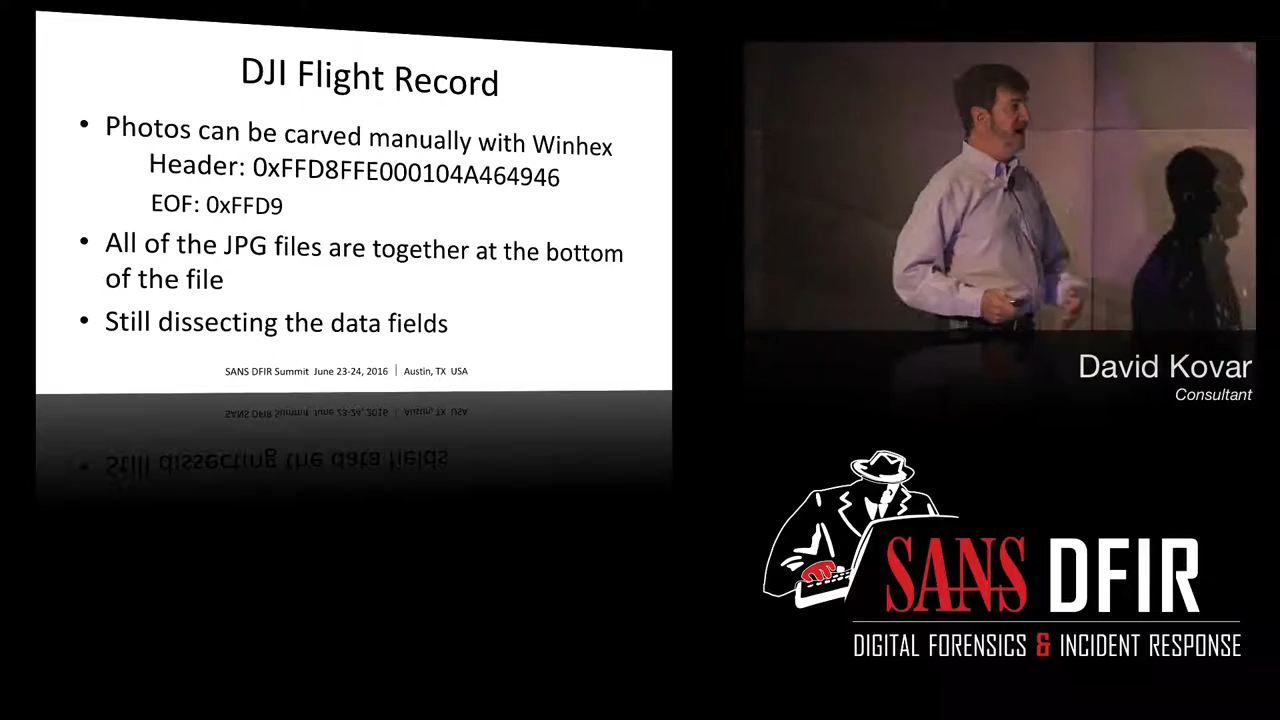 DJI Flight Record
• Photos can be carved manually with Winhex
Header: 0xFFD8FFE000104A464946
EOF: 0xFFD9
• All of the JPG files are together at the bottom
of the file
• Still dissecting the data fields
SANS DFIR Summit June 23-24, 2016 | Austin, TX USA
David Kovar
Consultant
SANS DFIR
DIGITAL FORENSICS & INCIDENT RESPONSE